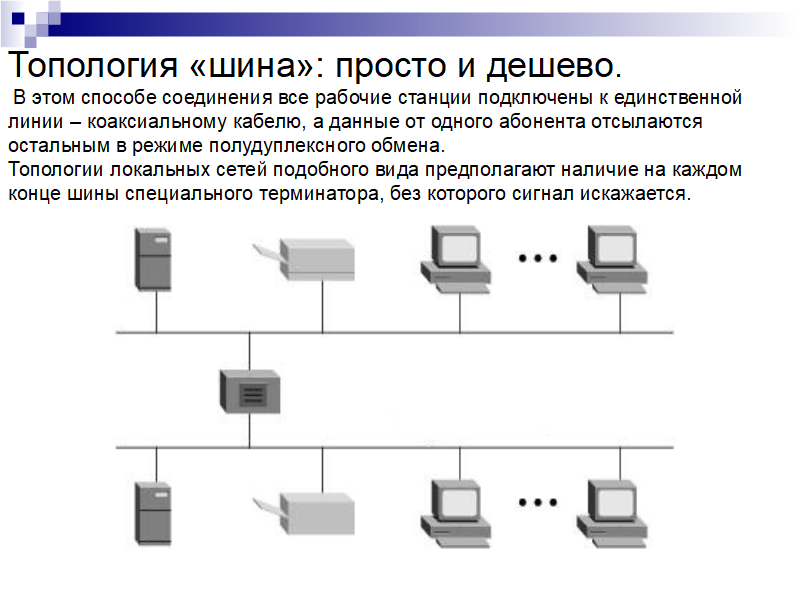 Топология «шина»: просто и дешево.
В этом способе соединения все рабочие станции подключены к единственной
линии – коаксиальному кабелю, а данные от одного абонента отсылаются
остальным в режиме полудуплексного обмена.
Топологии локальных сетей подобного вида предполагают наличие на каждом
конце шины специального терминатора, без которого сигнал искажается.